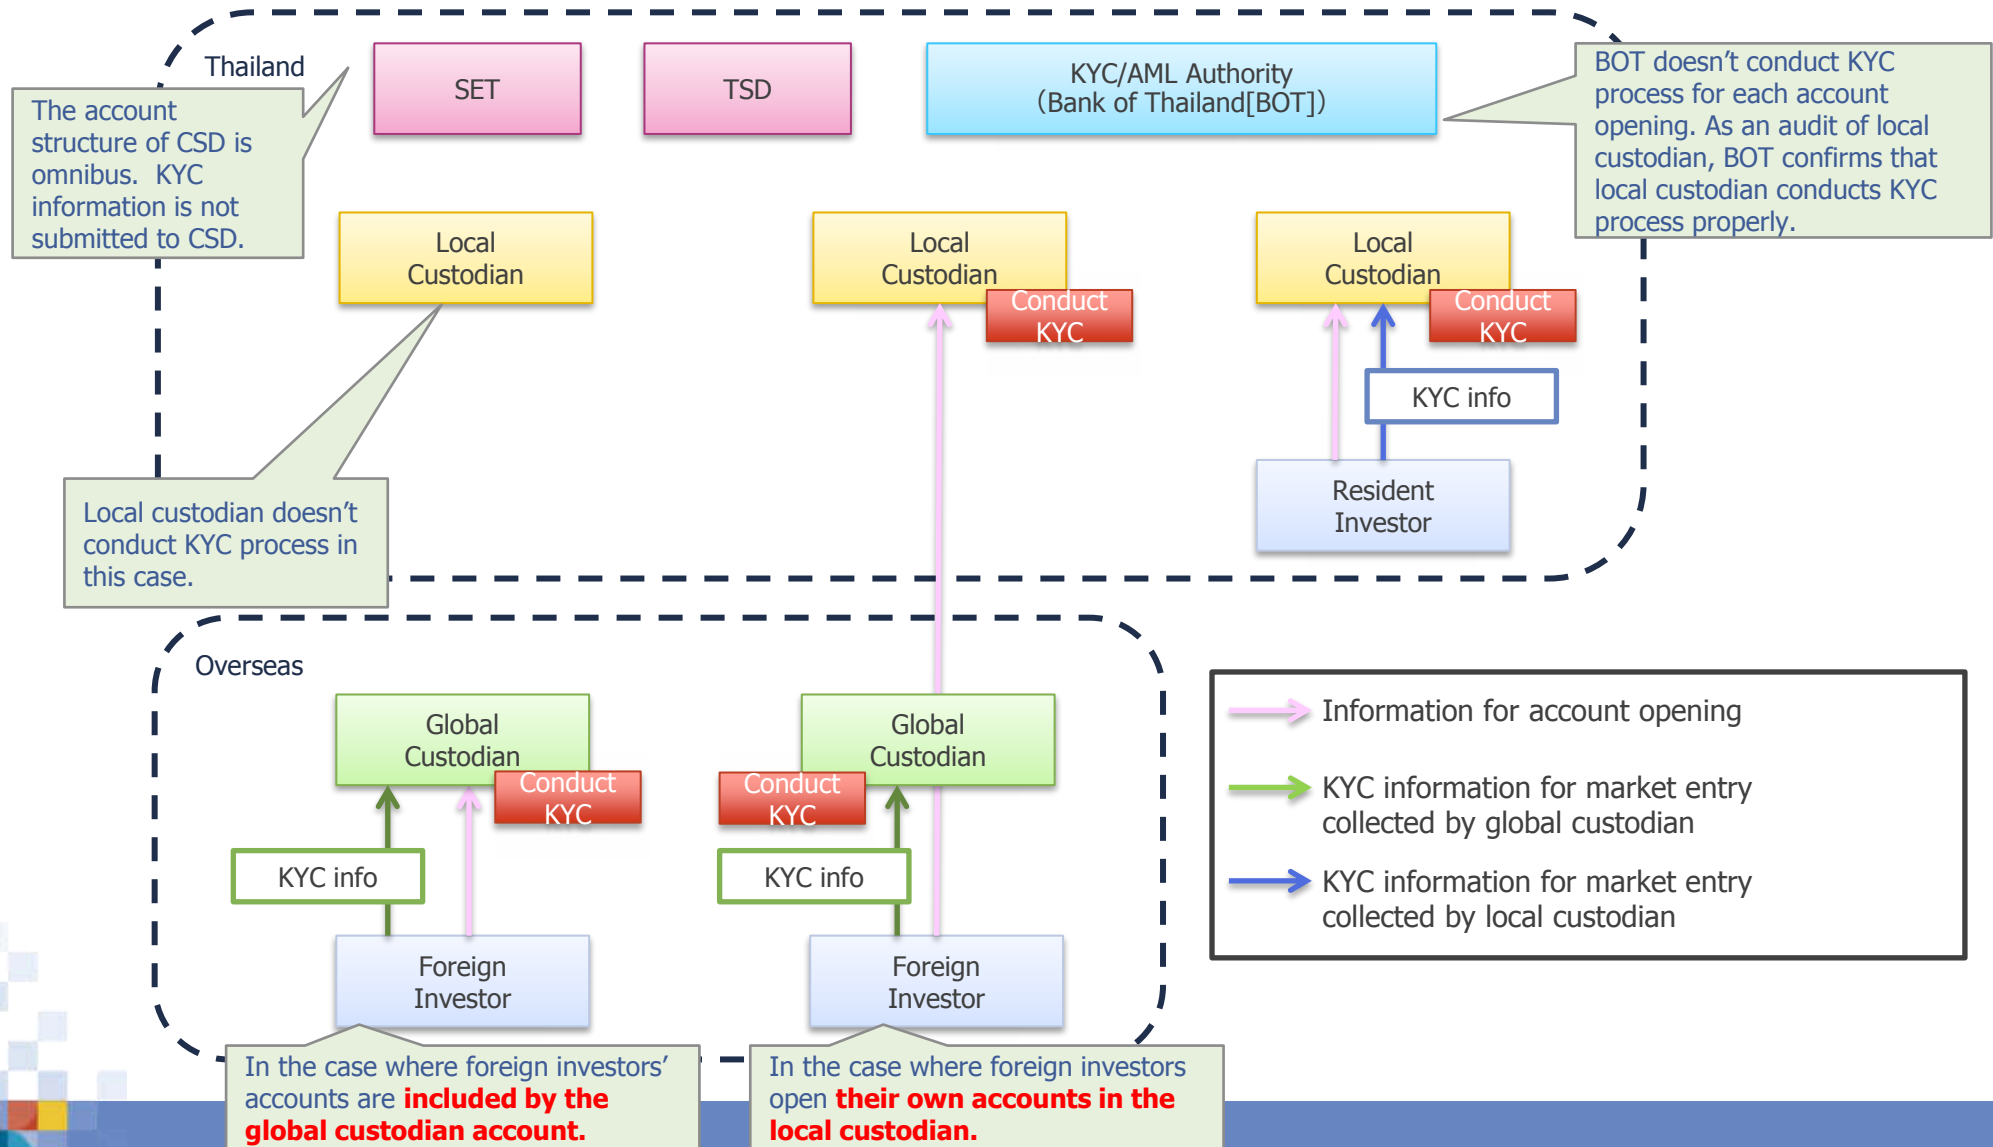 Thailand
The account
structure of CSD is
omnibus.  KYC
information is not
submitted to CSD.
SET
TSD
KYC/AML Authority
（Bank of Thailand[BOT]）
BOT doesn’t conduct KYC
process for each account
opening. As an audit of local
custodian, BOT confirms that
local custodian conducts KYC
process properly.
Local
Custodian
Local
Custodian
Conduct
KYC
Local
Custodian
Conduct
KYC
KYC info
Resident
Investor
Local custodian doesn’t
conduct KYC process in
this case.
Overseas
Global
Custodian
Conduct
KYC
KYC info
Foreign
Investor
Global
Custodian
Conduct
KYC
KYC info
Foreign
Investor
Information for account opening
KYC information for market entry
collected by global custodian
KYC information for market entry
collected by local custodian
In the case where foreign investors’
accounts are included by the
global custodian account.
In the case where foreign investors
open their own accounts in the
local custodian.